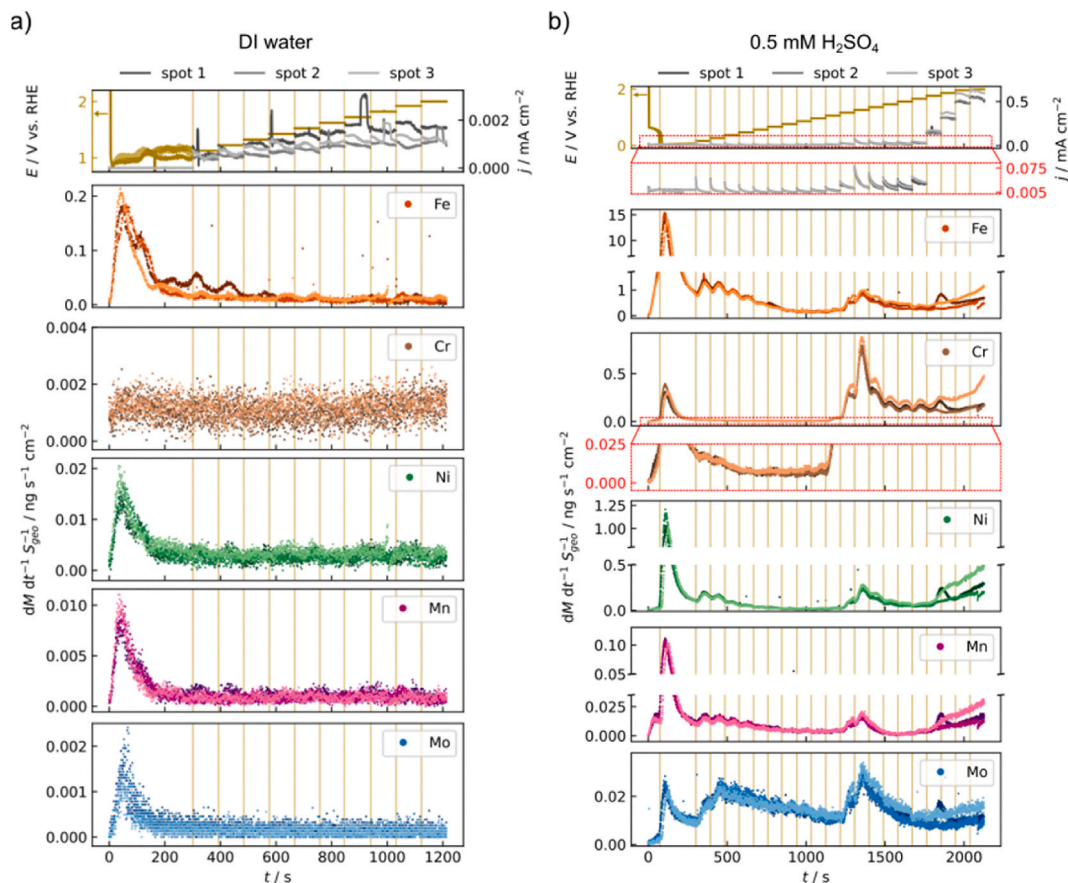 a)
DI water
spot 1 spot 2 spot 3
E / V vs. RHE
2
1
0.002
0.000
j / mA cm⁻²
Fe
0.2
0.1
0.0
Cr
0.004
0.002
0.000
dM dt⁻¹ S⁻¹geo / ng s⁻¹ cm⁻²
Ni
0.02
0.01
0.00
Mn
0.010
0.005
0.000
Mo
0.002
0.001
0.000
0 200 400 600 800 1000 1200
t / s
b)
0.5 mM H₂SO₄
spot 1 spot 2 spot 3
E / V vs. RHE
2
1
0
0.5
0.0
j / mA cm⁻²
0.075
0.005
Fe
15
10
5
1
0
Cr
0.5
0.0
0.025
0.000
dM dt⁻¹ S⁻¹geo / ng s⁻¹ cm⁻²
Ni
1.25
1.00
0.75
0.5
0.0
Mn
0.10
0.05
0.025
0.000
Mo
0.02
0.00
0 500 1000 1500 2000
t / s